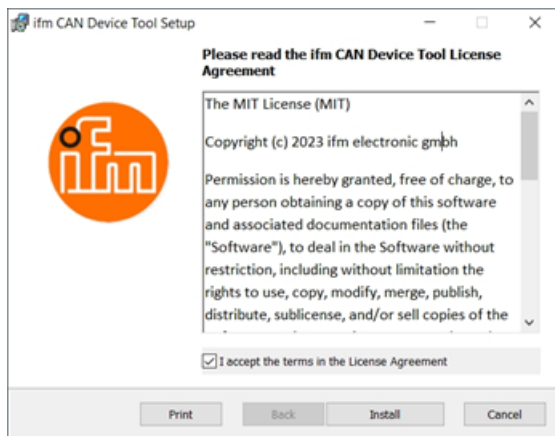 ifm CAN Device Tool Setup
Please read the ifm CAN Device Tool License
Agreement
ifm
The MIT License (MIT)
Copyright (c) 2023 ifm electronic gmbh
Permission is hereby granted, free of charge, to
any person obtaining a copy of this software
and associated documentation files (the
"Software"), to deal in the Software without
restriction, including without limitation the
rights to use, copy, modify, merge, publish,
distribute, sublicense, and/or sell copies of the
I accept the terms in the License Agreement
Print
Back
Install
Cancel